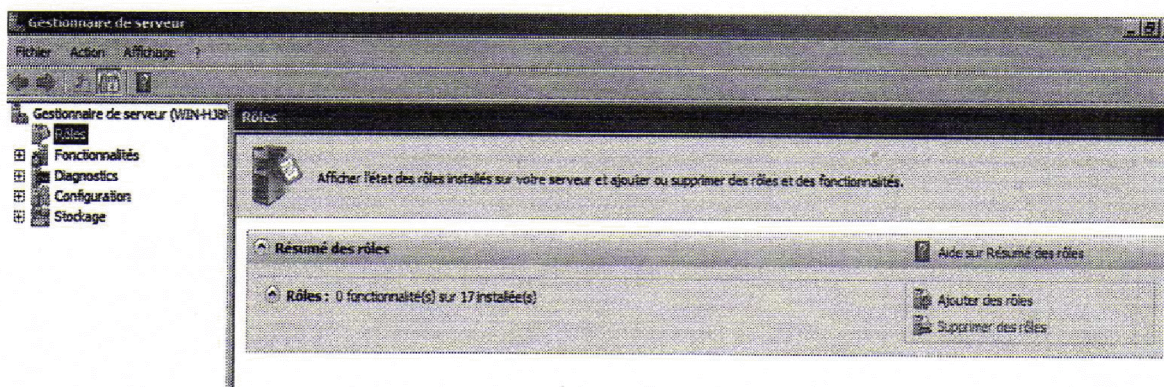 Gestionnaire de serveur
Fichier Action Affichage ?
Gestionnaire de serveur (WIN-H38
Rôles
Fonctionnalités
Diagnostics
Configuration
Stockage
Rôles
Afficher l'état des rôles installés sur votre serveur et ajouter ou supprimer des rôles et des fonctionnalités.
Résumé des rôles
Aide sur Résumé des rôles
Rôles : 0 fonctionnalité(s) sur 17 installée(s)
Ajouter des rôles
Supprimer des rôles